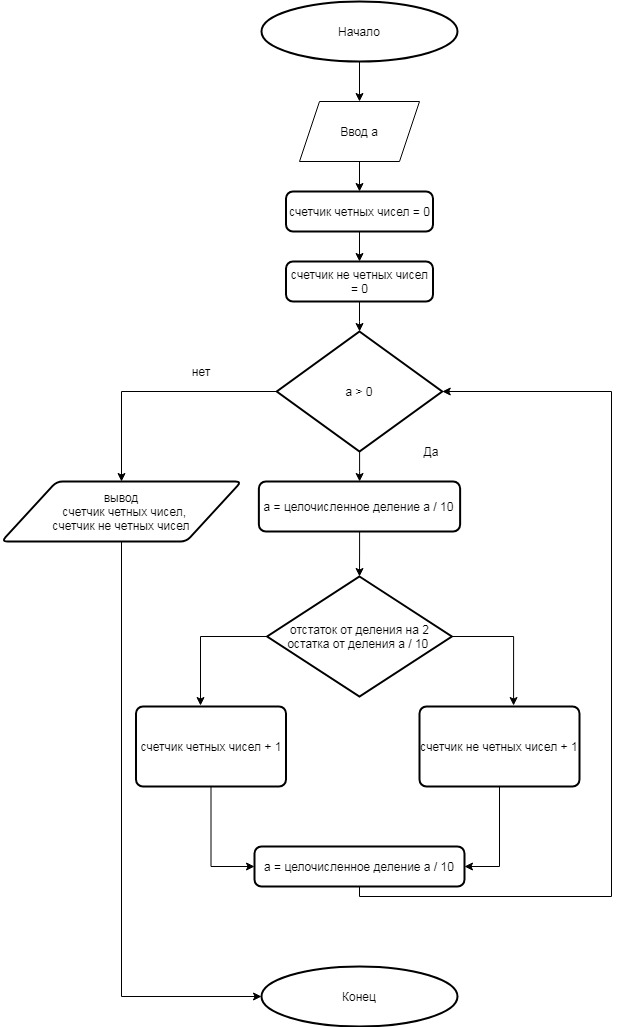 Начало
Ввод a
счетчик четных чисел = 0
счетчик не четных чисел
= 0
a > 0
нет
Да
вывод
счетчик четных чисел,
счетчик не четных чисел
a = целочисленное деление a / 10
отстаток от деления на 2
остатка от деления a / 10
счетчик четных чисел + 1
счетчик не четных чисел + 1
a = целочисленное деление a / 10
Конец